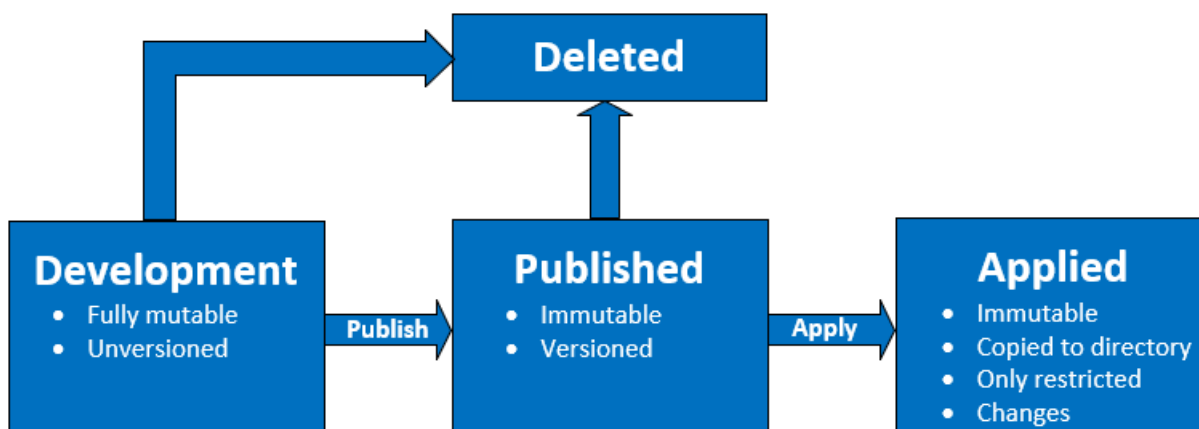 Deleted
Development
• Fully mutable
• Unversioned
Publish
Published
• Immutable
• Versioned
Apply
Applied
• Immutable
• Copied to directory
• Only restricted
• Changes